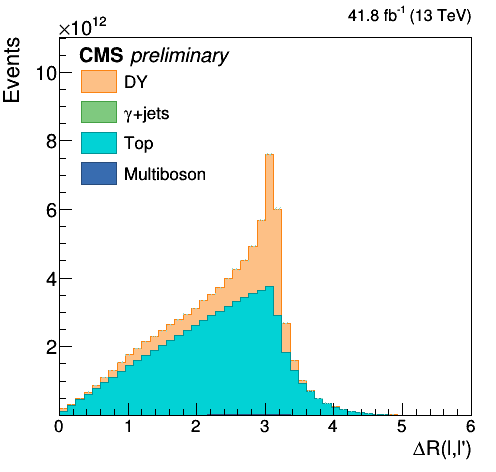 ×10¹² 41.8 fb⁻¹ (13 TeV)
Events
CMS preliminary
DY
γ+jets
Top
Multiboson
10
8
6
4
2
0 1 2 3 4 5 6
ΔR(l,l')